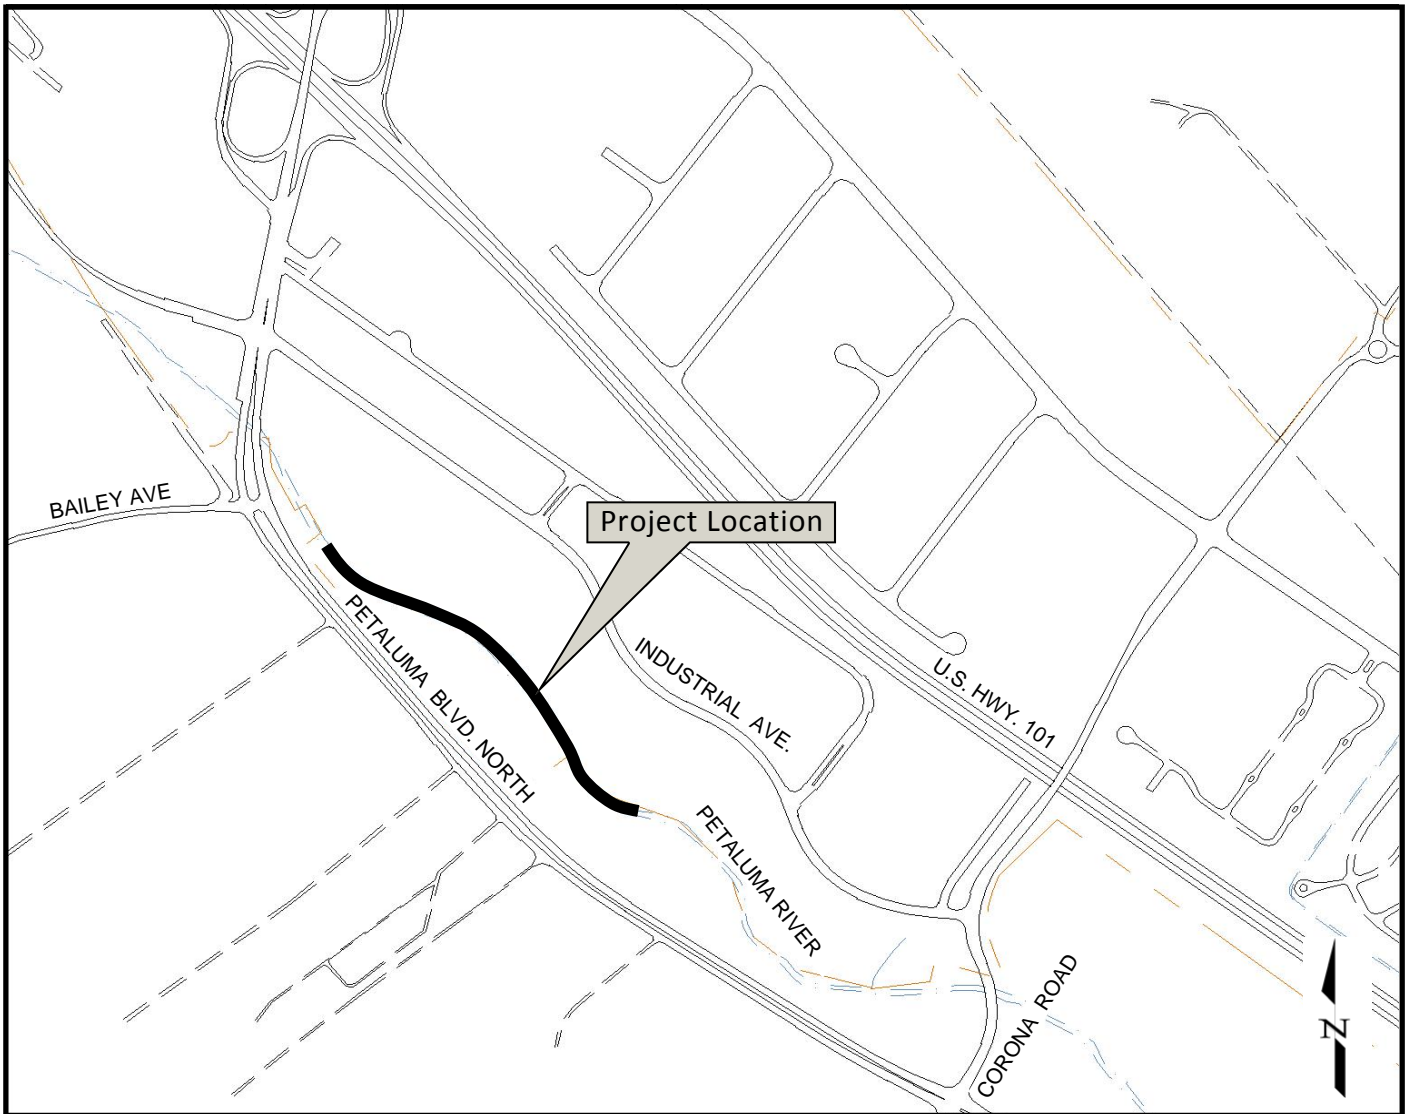 BAILEY AVE
Project Location
PETALUMA BLVD. NORTH
INDUSTRIAL AVE.
U.S. HWY. 101
PETALUMA RIVER
CORONA ROAD
N